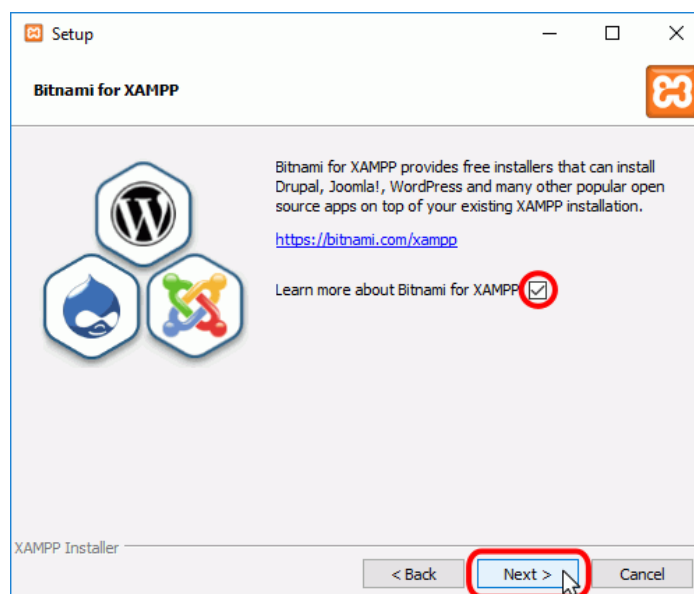 Setup
Bitnami for XAMPP
Bitnami for XAMPP provides free installers that can install
Drupal, Joomla!, WordPress and many other popular open
source apps on top of your existing XAMPP installation.
https://bitnami.com/xampp
Learn more about Bitnami for XAMPP
XAMPP Installer
< Back
Next >
Cancel